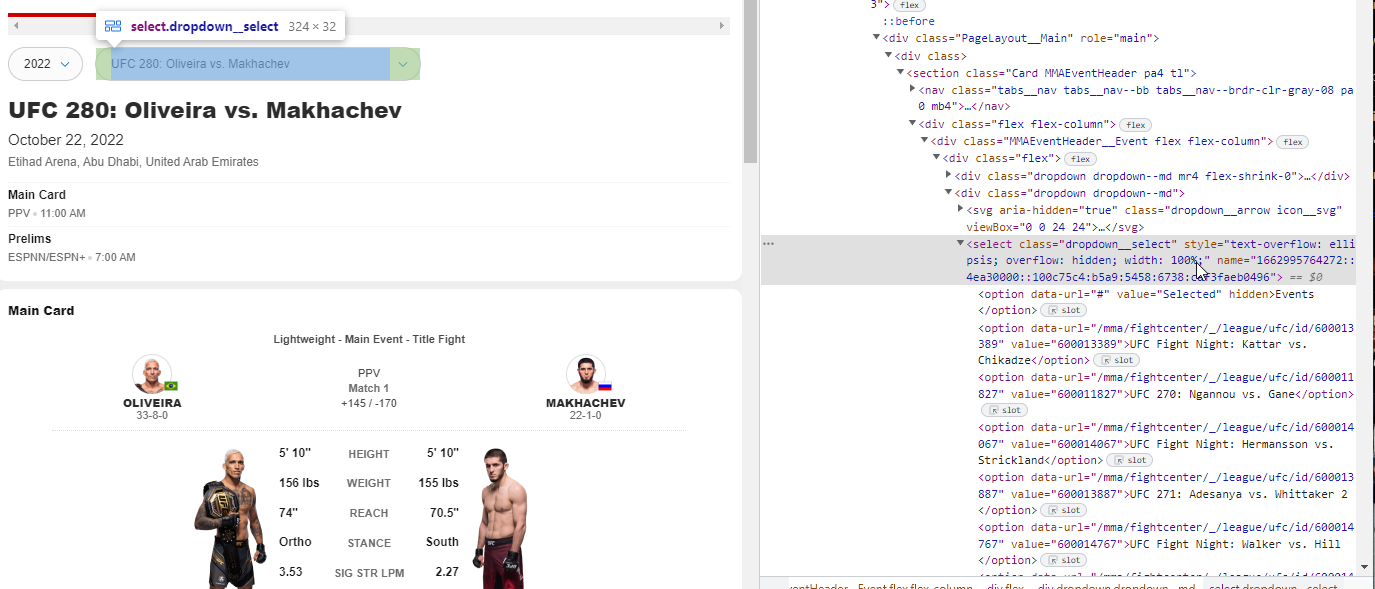 select.dropdown__select 324 × 32
2022
UFC 280: Oliveira vs. Makhachev
UFC 280: Oliveira vs. Makhachev
October 22, 2022
Etihad Arena, Abu Dhabi, United Arab Emirates
Main Card
PPV • 11:00 AM
Prelims
ESPNN/ESPN+ • 7:00 AM
Main Card
Lightweight - Main Event - Title Fight
PPV
Match 1
+145 / -170
OLIVEIRA
33-8-0
MAKHACHEV
22-1-0
5' 10" HEIGHT 5' 10"
156 lbs WEIGHT 155 lbs
74" REACH 70.5"
Ortho STANCE South
3.53 SIG STR LPM 2.27
3"> flex
::before
<div class="PageLayout__Main" role="main">
<div class>
<section class="Card MMAEventHeader pa4 tl">
<nav class="tabs__nav tabs__nav--bb tabs__nav--brdr-clr-gray-08 pa
0 mb4">…</nav>
<div class="flex flex-column"> flex
<div class="MMAEventHeader__Event flex flex-column"> flex
<div class="flex"> flex
<div class="dropdown dropdown--md mr4 flex-shrink-0">…</div>
<div class="dropdown dropdown--md">
<svg aria-hidden="true" class="dropdown__arrow icon__svg"
viewBox="0 0 24 24">…</svg>
<select class="dropdown__select" style="text-overflow: elli
psis; overflow: hidden; width: 100%;" name="1662995764272::
4ea30000::100c75c4:b5a9:5458:6738: 3faeb0496"> == $0
<option data-url="#" value="Selected" hidden>Events
</option> slot
<option data-url="/mma/fightcenter/_/league/ufc/id/600013
389" value="600013389">UFC Fight Night: Kattar vs.
Chikadze</option> slot
<option data-url="/mma/fightcenter/_/league/ufc/id/600011
827" value="600011827">UFC 270: Ngannou vs. Gane</option>
slot
<option data-url="/mma/fightcenter/_/league/ufc/id/600014
067" value="600014067">UFC Fight Night: Hermansson vs.
Strickland</option> slot
<option data-url="/mma/fightcenter/_/league/ufc/id/600013
887" value="600013887">UFC 271: Adesanya vs. Whittaker 2
</option> slot
<option data-url="/mma/fightcenter/_/league/ufc/id/600014
767" value="600014767">UFC Fight Night: Walker vs. Hill
</option> slot